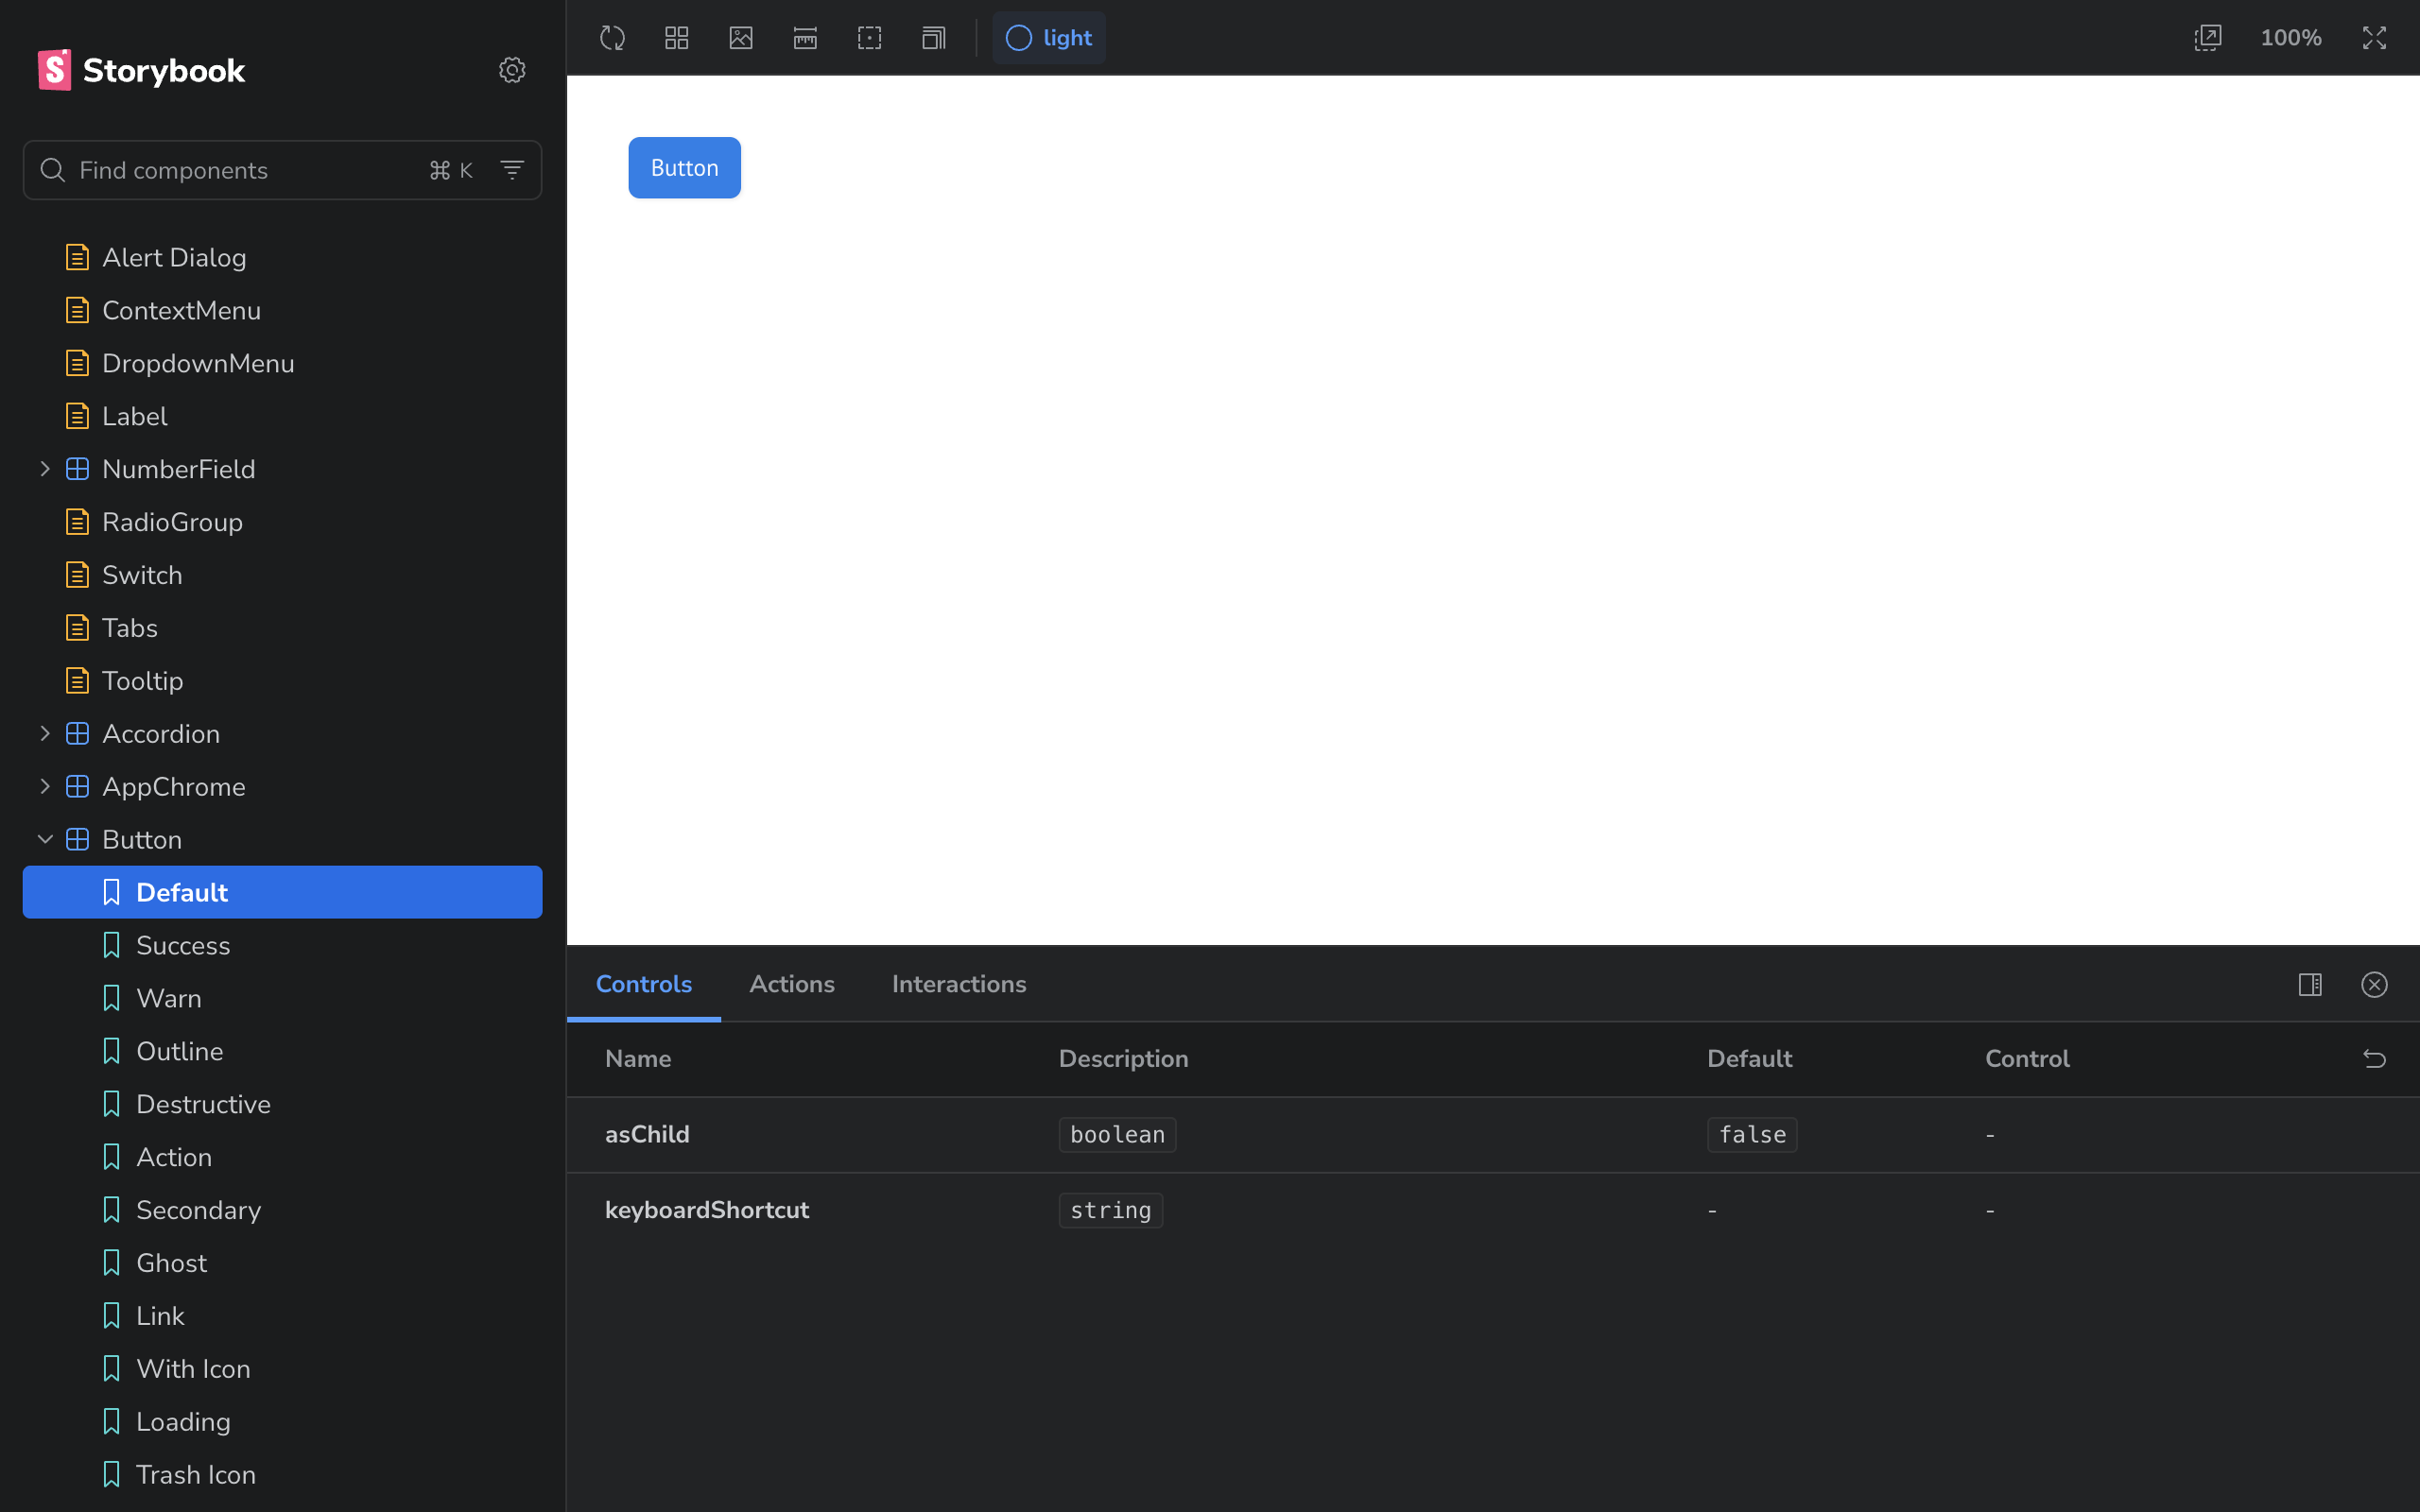 Storybook
Find components
⌘ K
Alert Dialog
ContextMenu
DropdownMenu
Label
NumberField
RadioGroup
Switch
Tabs
Tooltip
Accordion
AppChrome
Button
Default
Success
Warn
Outline
Destructive
Action
Secondary
Ghost
Link
With Icon
Loading
Trash Icon
light
100%
Button
Controls Actions Interactions
Name Description Default Control
asChild boolean false -
keyboardShortcut string - -